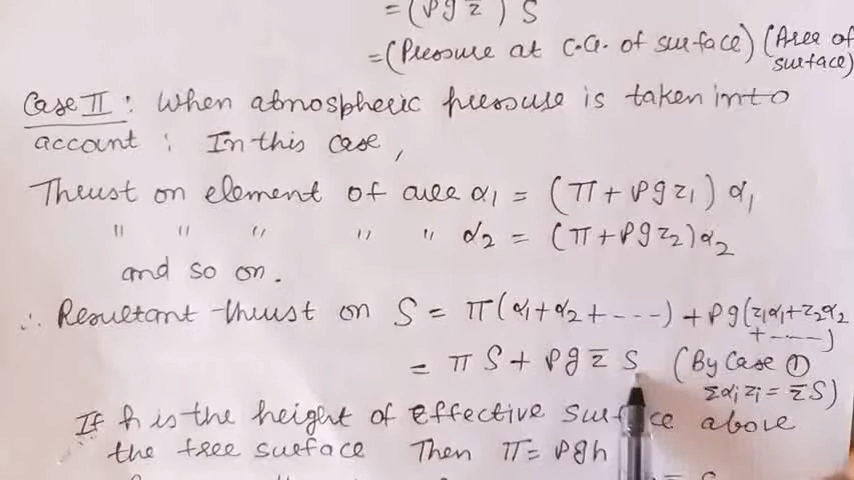 = (ρg z̄ ) S
= (Pressure at C.G. of surface) (Area of surface)
Case II : When atmospheric pressure is taken into
account : In this case,
Thrust on element of area α₁ = (π + ρgz₁) α₁
" " " " " α₂ = (π + ρgz₂)α₂
and so on.
∴ Resultant thrust on S = π(α₁+α₂+----) + ρg(z₁α₁+z₂α₂
+----)
= π S + ρg z̄ S (By Case ①
Σαᵢzᵢ = z̄ S)
If h is the height of effective surface above
the free surface Then π = ρgh